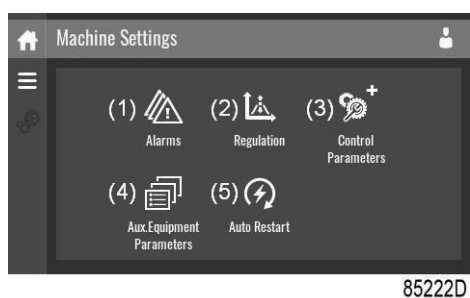 Machine Settings
(1)
(2)
(3)
Alarms
Regulation
Control
Parameters
(4)
(5)
Aux.Equipment
Parameters
Auto Restart
85222D